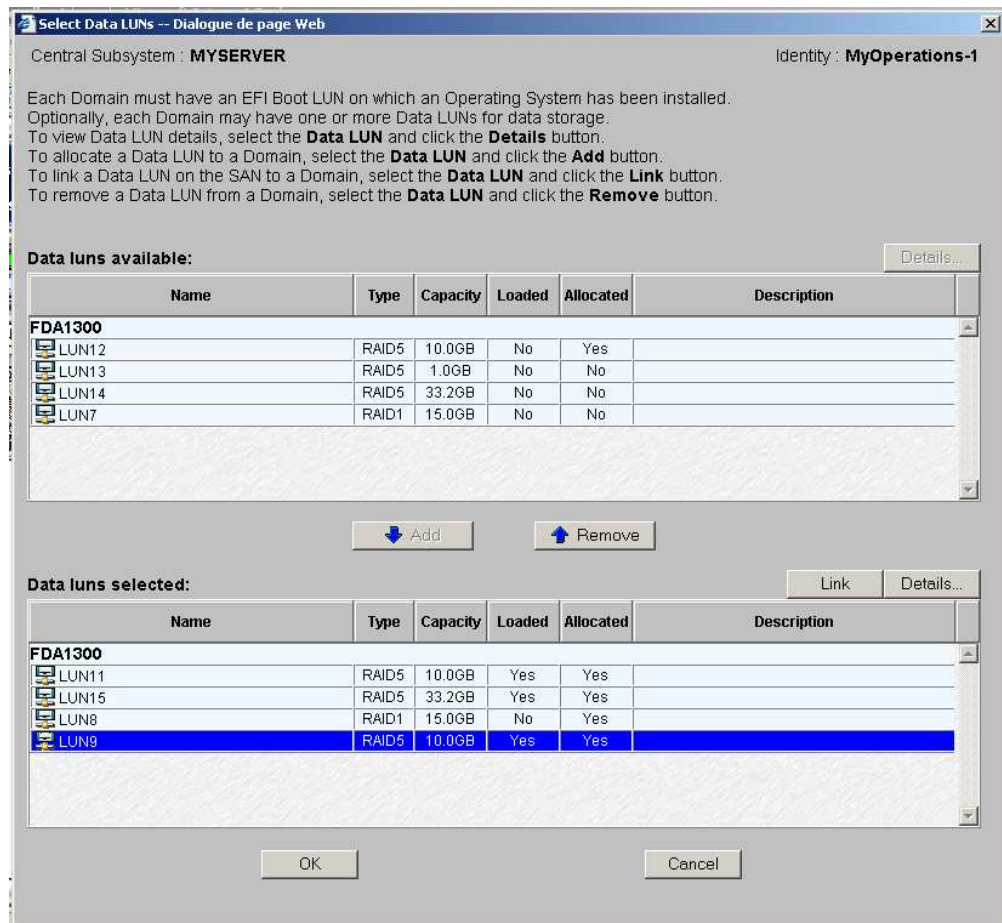 Select Data LUNs -- Dialogue de page Web
Central Subsystem : MYSERVER Identity : MyOperations-1
Each Domain must have an EFI Boot LUN on which an Operating System has been installed.
Optionally, each Domain may have one or more Data LUNs for data storage.
To view Data LUN details, select the Data LUN and click the Details button.
To allocate a Data LUN to a Domain, select the Data LUN and click the Add button.
To link a Data LUN on the SAN to a Domain, select the Data LUN and click the Link button.
To remove a Data LUN from a Domain, select the Data LUN and click the Remove button.
Data luns available: Details...
Name Type Capacity Loaded Allocated Description
FDA1300
LUN12 RAID5 10.0GB No Yes
LUN13 RAID5 1.0GB No No
LUN14 RAID5 33.2GB No No
LUN7 RAID1 15.0GB No No
Add Remove
Data luns selected: Link Details...
Name Type Capacity Loaded Allocated Description
FDA1300
LUN11 RAID5 10.0GB Yes Yes
LUN15 RAID5 33.2GB Yes Yes
LUN8 RAID1 15.0GB No Yes
LUN9 RAID5 10.0GB Yes Yes
OK Cancel